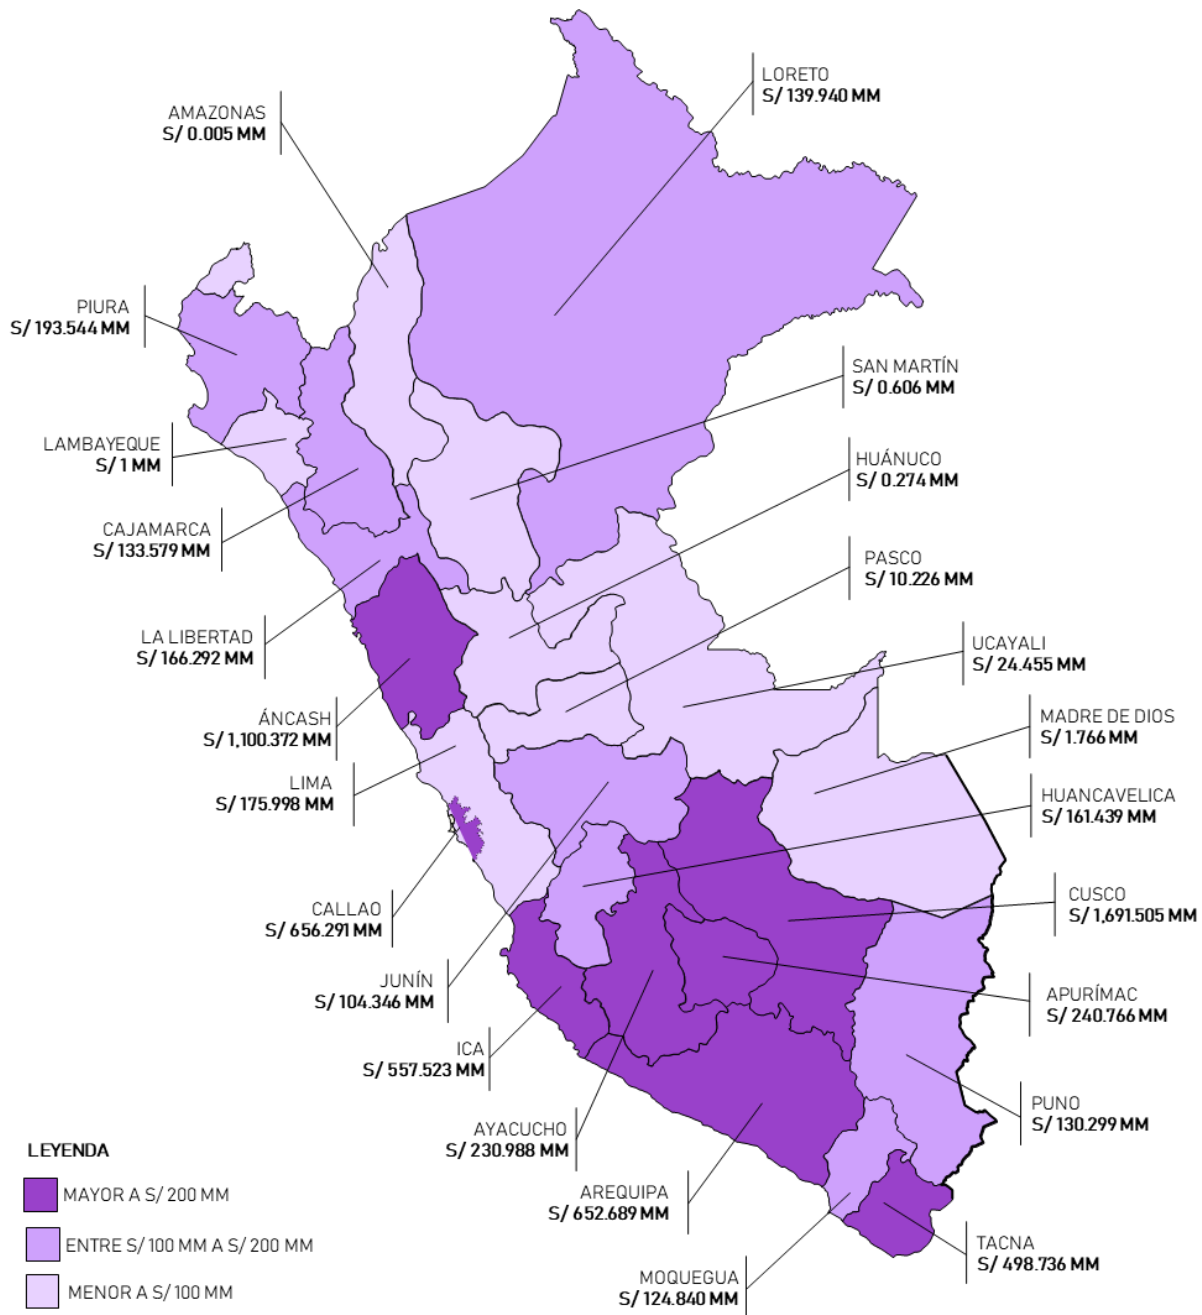 LORETO
S/ 139.940 MM
AMAZONAS
S/ 0.005 MM
PIURA
S/ 193.544 MM
SAN MARTÍN
S/ 0.606 MM
LAMBAYEQUE
S/ 1 MM
HUÁNUCO
S/ 0.274 MM
CAJAMARCA
S/ 133.579 MM
PASCO
S/ 10.226 MM
LA LIBERTAD
S/ 166.292 MM
UCAYALI
S/ 24.455 MM
ÁNCASH
S/ 1,100.372 MM
MADRE DE DIOS
S/ 1.766 MM
LIMA
S/ 175.998 MM
HUANCAVELICA
S/ 161.439 MM
CALLAO
S/ 656.291 MM
CUSCO
S/ 1,691.505 MM
JUNÍN
S/ 104.346 MM
APURÍMAC
S/ 240.766 MM
ICA
S/ 557.523 MM
PUNO
S/ 130.299 MM
AYACUCHO
S/ 230.988 MM
AREQUIPA
S/ 652.689 MM
TACNA
S/ 498.736 MM
MOQUEGUA
S/ 124.840 MM
LEYENDA
MAYOR A S/ 200 MM
ENTRE S/ 100 MM A S/ 200 MM
MENOR A S/ 100 MM